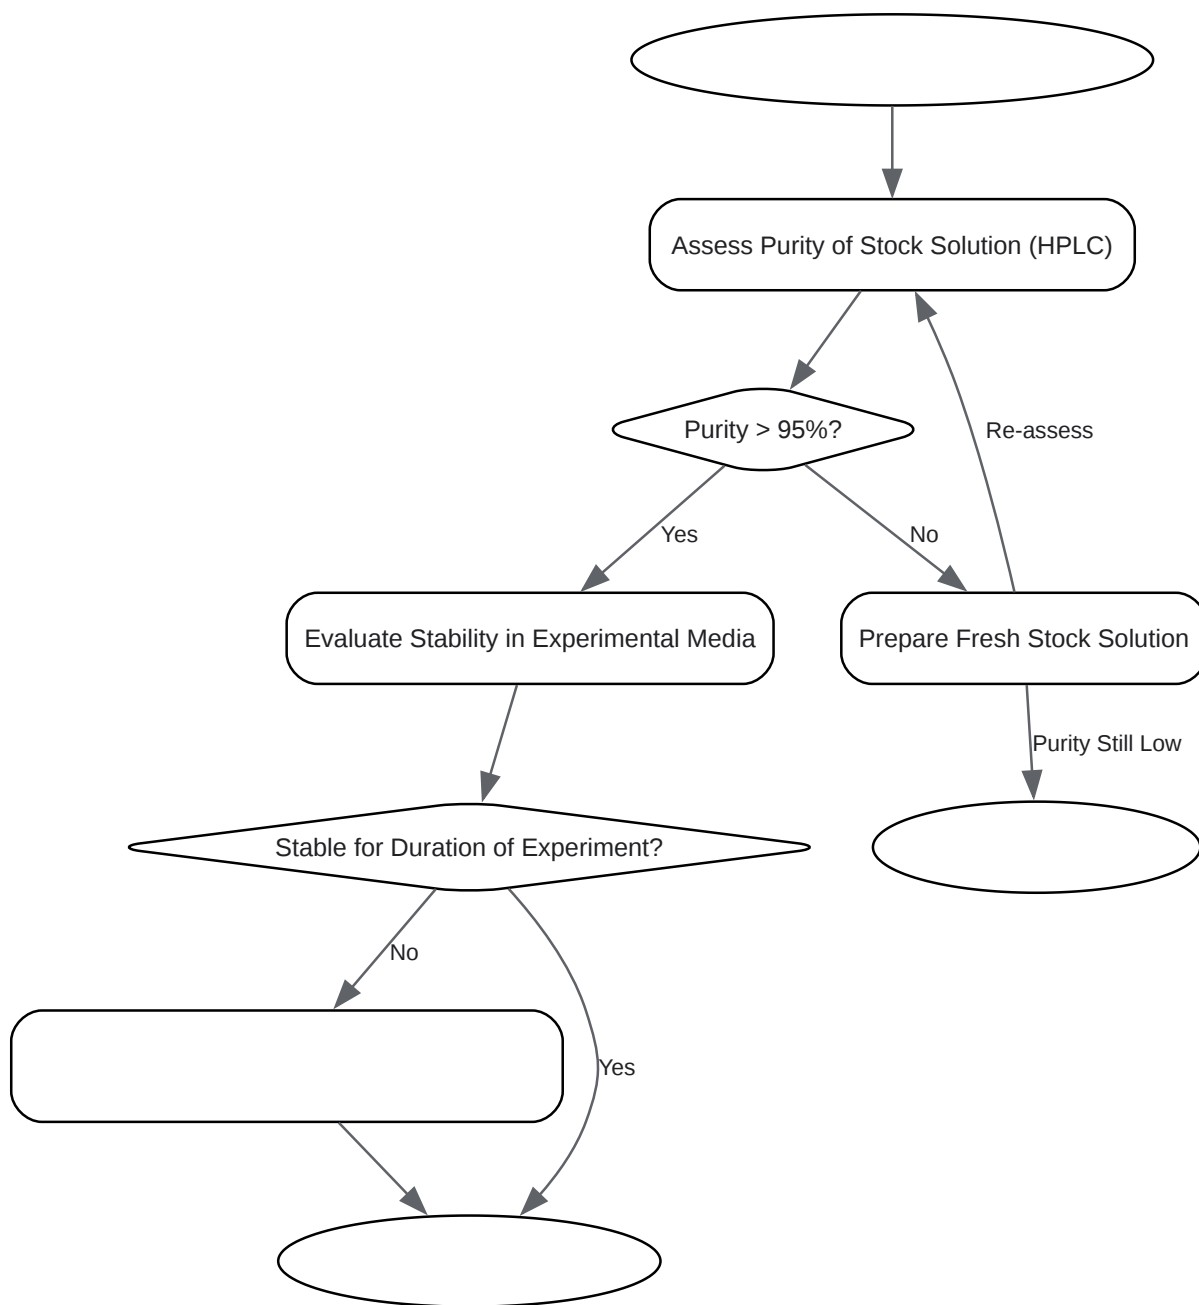 Assess Purity of Stock Solution (HPLC)
Purity > 95%?
Re-assess
Yes
No
Evaluate Stability in Experimental Media
Prepare Fresh Stock Solution
Purity Still Low
Stable for Duration of Experiment?
No
Yes